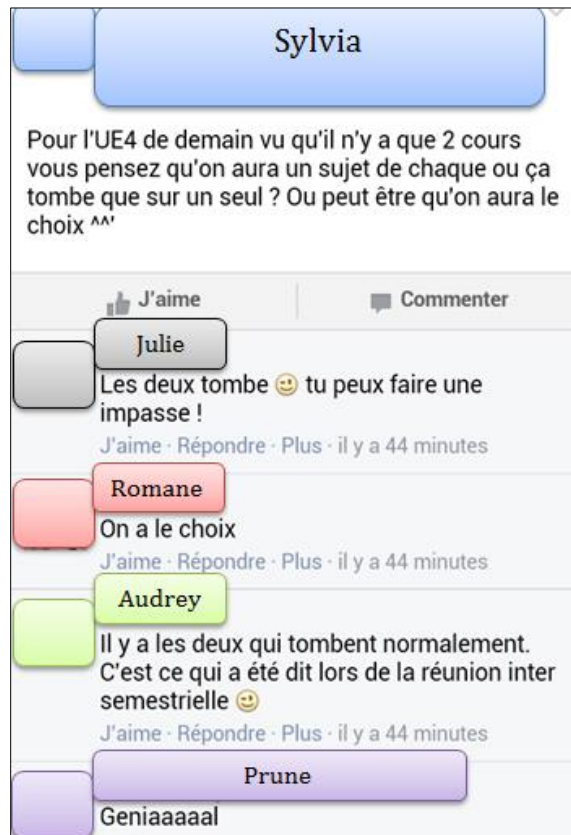 Sylvia
Pour l'UE4 de demain vu qu'il n'y a que 2 cours
vous pensez qu'on aura un sujet de chaque ou ça
tombe que sur un seul ? Ou peut être qu'on aura le
choix ^^'
J'aime Commenter
Julie
Les deux tombe 😉 tu peux faire une
impasse !
J'aime · Répondre · Plus · il y a 44 minutes
Romane
On a le choix
J'aime · Répondre · Plus · il y a 44 minutes
Audrey
Il y a les deux qui tombent normalement.
C'est ce qui a été dit lors de la réunion inter
semestrielle 😉
J'aime · Répondre · Plus · il y a 44 minutes
Prune
Geniaaaaal